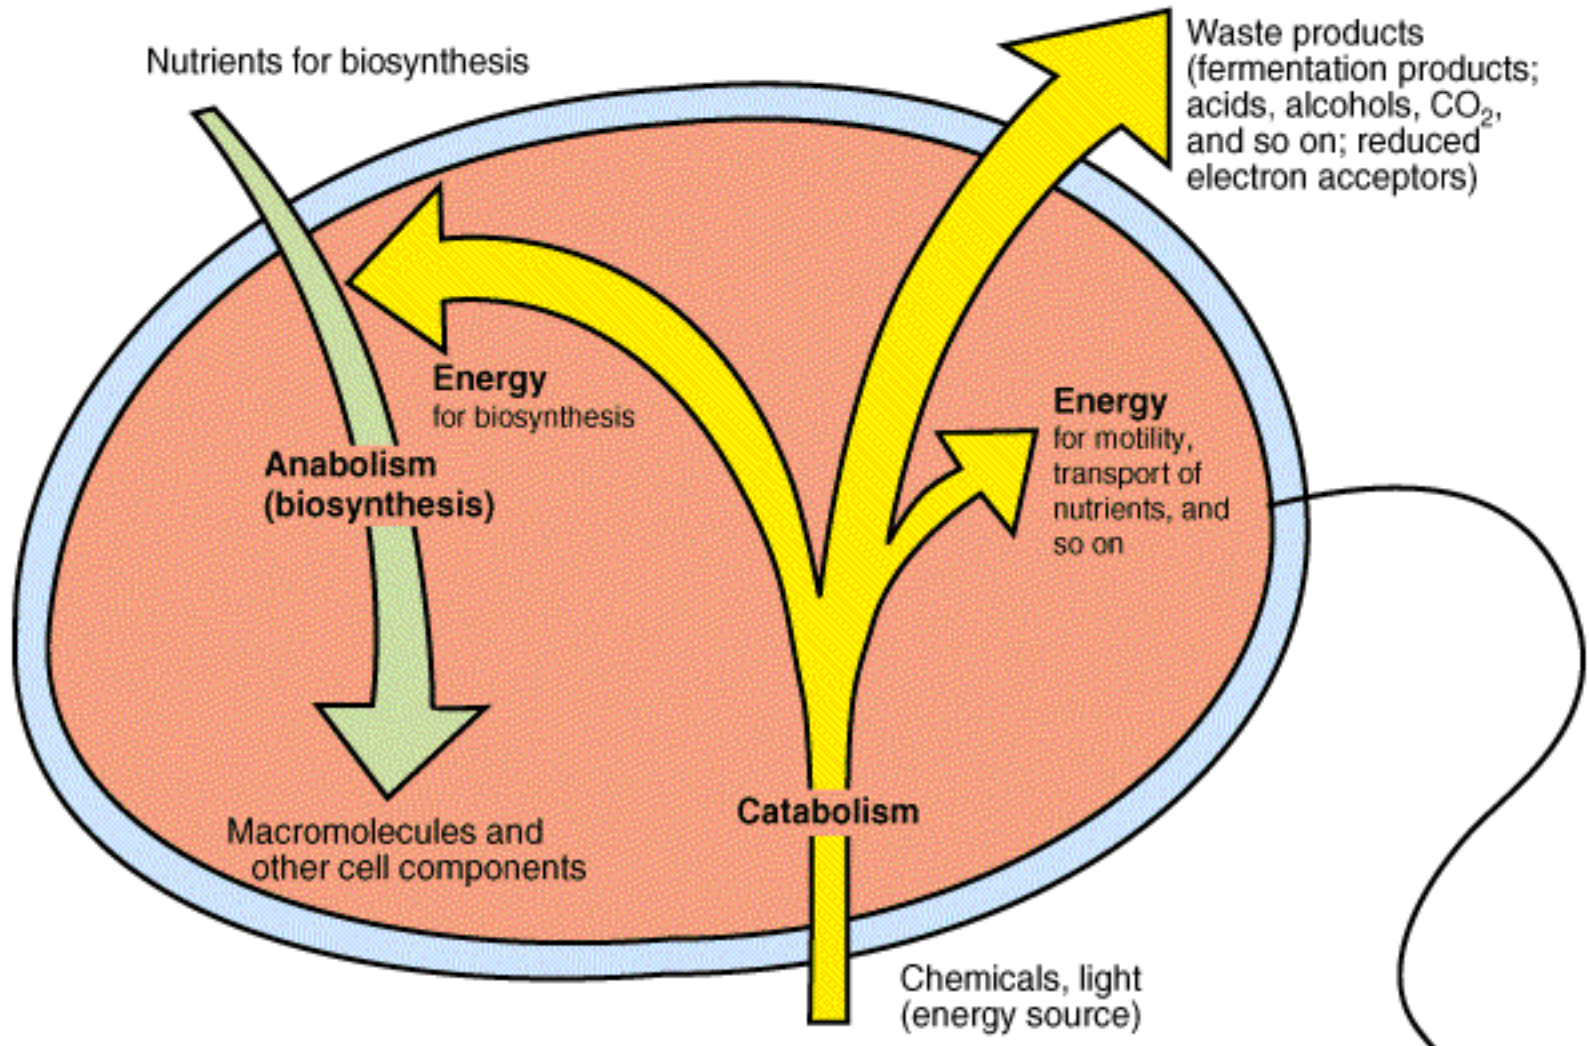 Nutrients for biosynthesis
Waste products
(fermentation products;
acids, alcohols, CO₂,
and so on; reduced
electron acceptors)
Energy
for biosynthesis
Energy
for motility,
transport of
nutrients, and
so on
Anabolism
(biosynthesis)
Catabolism
Macromolecules and
other cell components
Chemicals, light
(energy source)